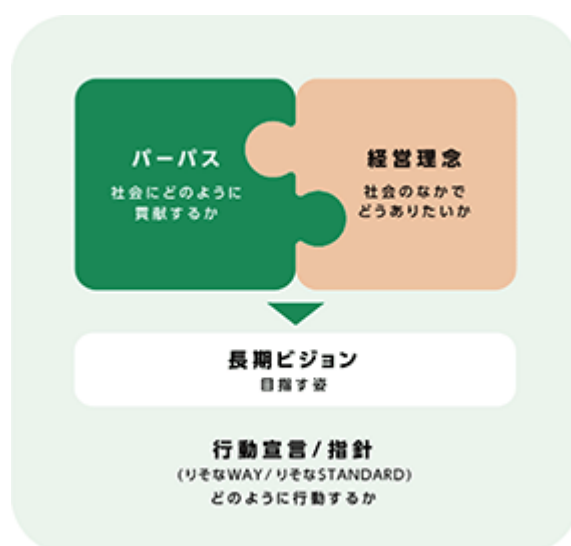 パーパス
社会にどのように
貢献するか
経営理念
社会のなかで
どうありたいか
長期ビジョン
目指す姿
行動宣言/指針
(りそなWAY/りそなSTANDARD)
どのように行動するか